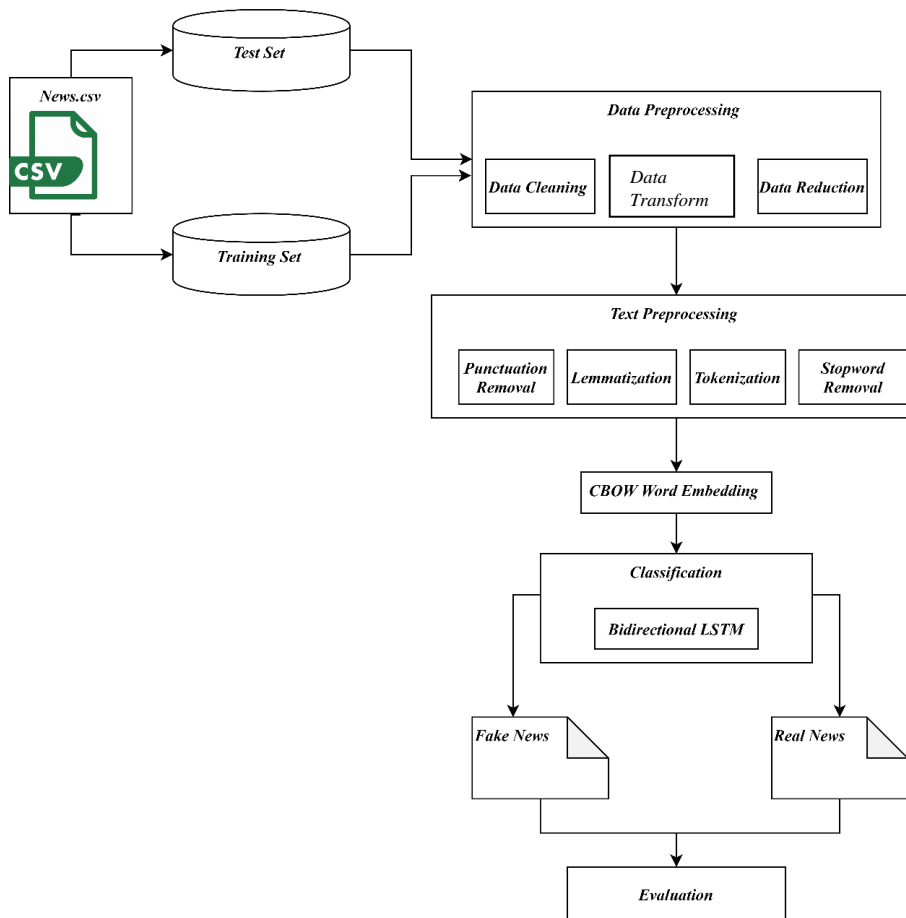 Test Set
News.csv
CSV
Training Set
Data Preprocessing
Data Cleaning
Data
Transform
Data Reduction
Text Preprocessing
Punctuation
Removal
Lemmatization
Tokenization
Stopword
Removal
CBOW Word Embedding
Classification
Bidirectional LSTM
Fake News
Real News
Evaluation